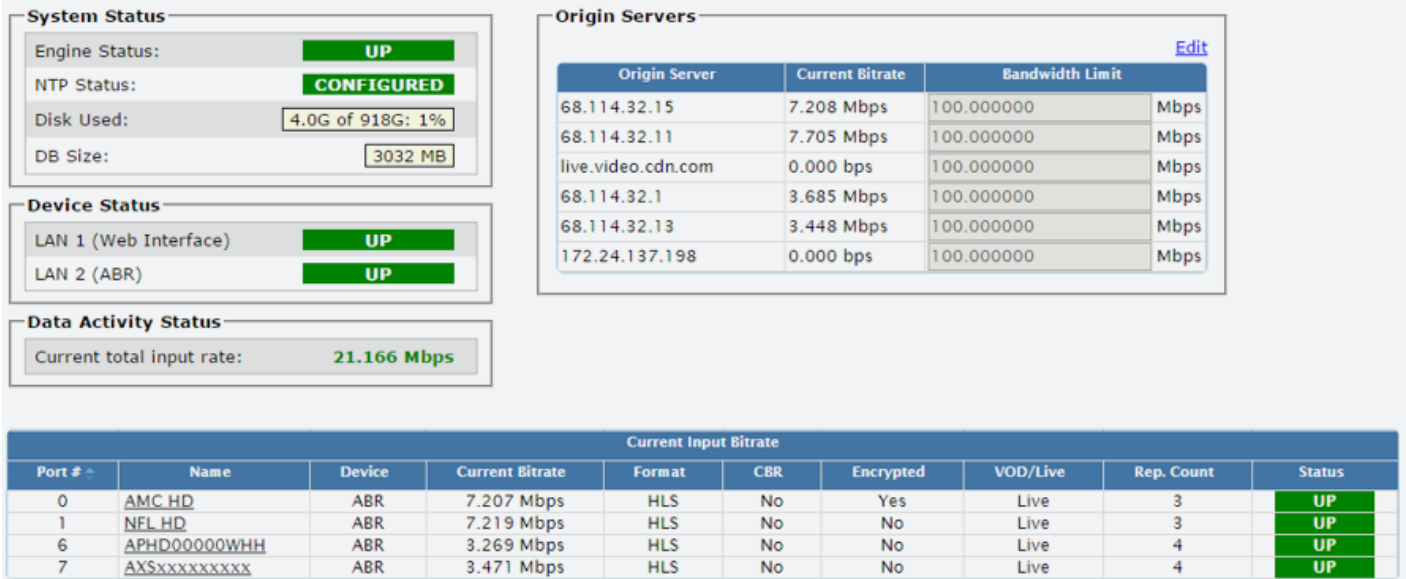 System Status
Engine Status: UP
NTP Status: CONFIGURED
Disk Used: 4.0G of 918G: 1%
DB Size: 3032 MB
Device Status
LAN 1 (Web Interface) UP
LAN 2 (ABR) UP
Data Activity Status
Current total input rate: 21.166 Mbps
Origin Servers
Edit
Origin Server Current Bitrate Bandwidth Limit
68.114.32.15 7.208 Mbps 100.000000 Mbps
68.114.32.11 7.705 Mbps 100.000000 Mbps
live.video.cdn.com 0.000 bps 100.000000 Mbps
68.114.32.1 3.685 Mbps 100.000000 Mbps
68.114.32.13 3.448 Mbps 100.000000 Mbps
172.24.137.198 0.000 bps 100.000000 Mbps
Current Input Bitrate
Port # Name Device Current Bitrate Format CBR Encrypted VOD/Live Rep. Count Status
0 AMC HD ABR 7.207 Mbps HLS No Yes Live 3 UP
1 NFL HD ABR 7.219 Mbps HLS No No Live 3 UP
6 APHD00000WHH ABR 3.269 Mbps HLS No No Live 4 UP
7 AXSxxxxxxxxx ABR 3.471 Mbps HLS No No Live 4 UP